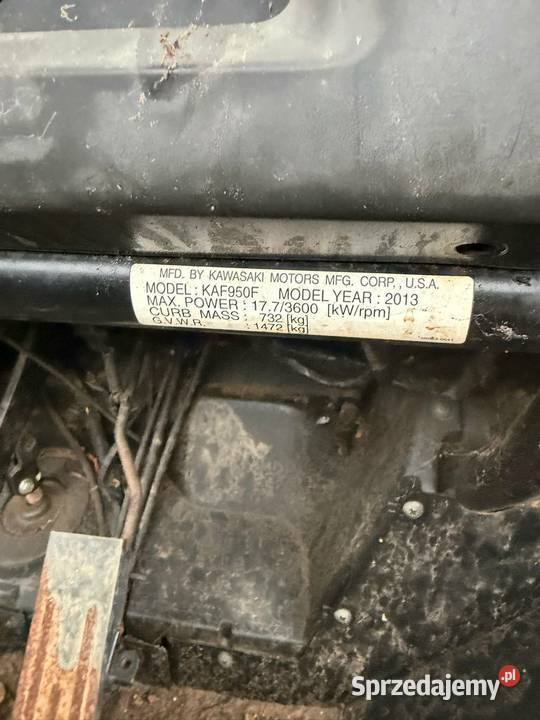 MFD. BY KAWASAKI MOTORS MFG. CORP., U.S.A.
MODEL : KAF950F MODEL YEAR : 2013
MAX. POWER : 17.7/3600 [kW/rpm]
CURB MASS : 732 [kg]
G.V.W.R. : 1472 [kg]
Sprzedajemy.pl